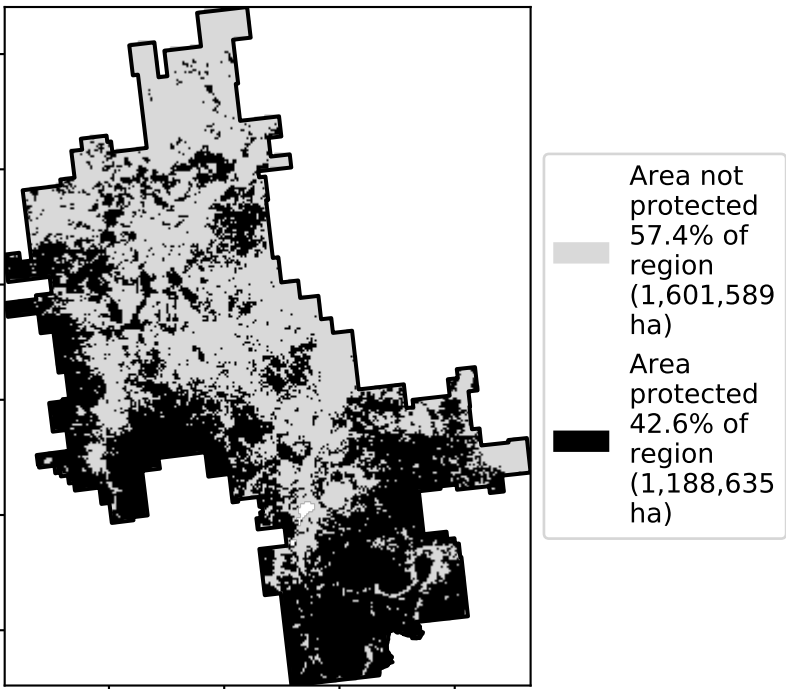 Area not
protected
57.4% of
region
(1,601,589
ha)
Area
protected
42.6% of
region
(1,188,635
ha)